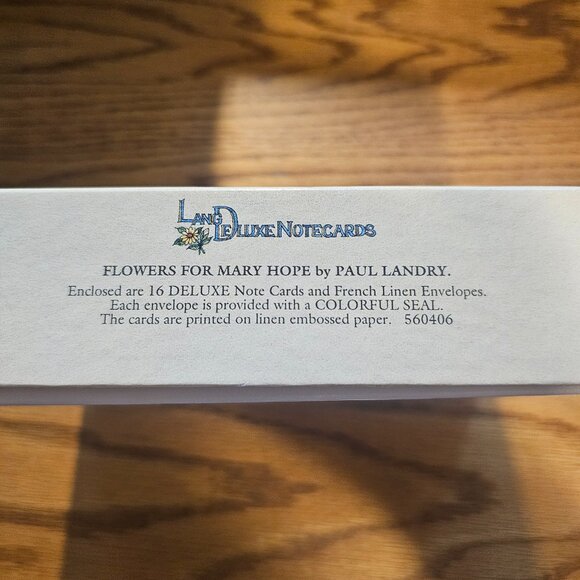 LANG DELUXE NOTECARDS
FLOWERS FOR MARY HOPE by PAUL LANDRY.
Enclosed are 16 DELUXE Note Cards and French Linen Envelopes.
Each envelope is provided with a COLORFUL SEAL.
The cards are printed on linen embossed paper. 560406